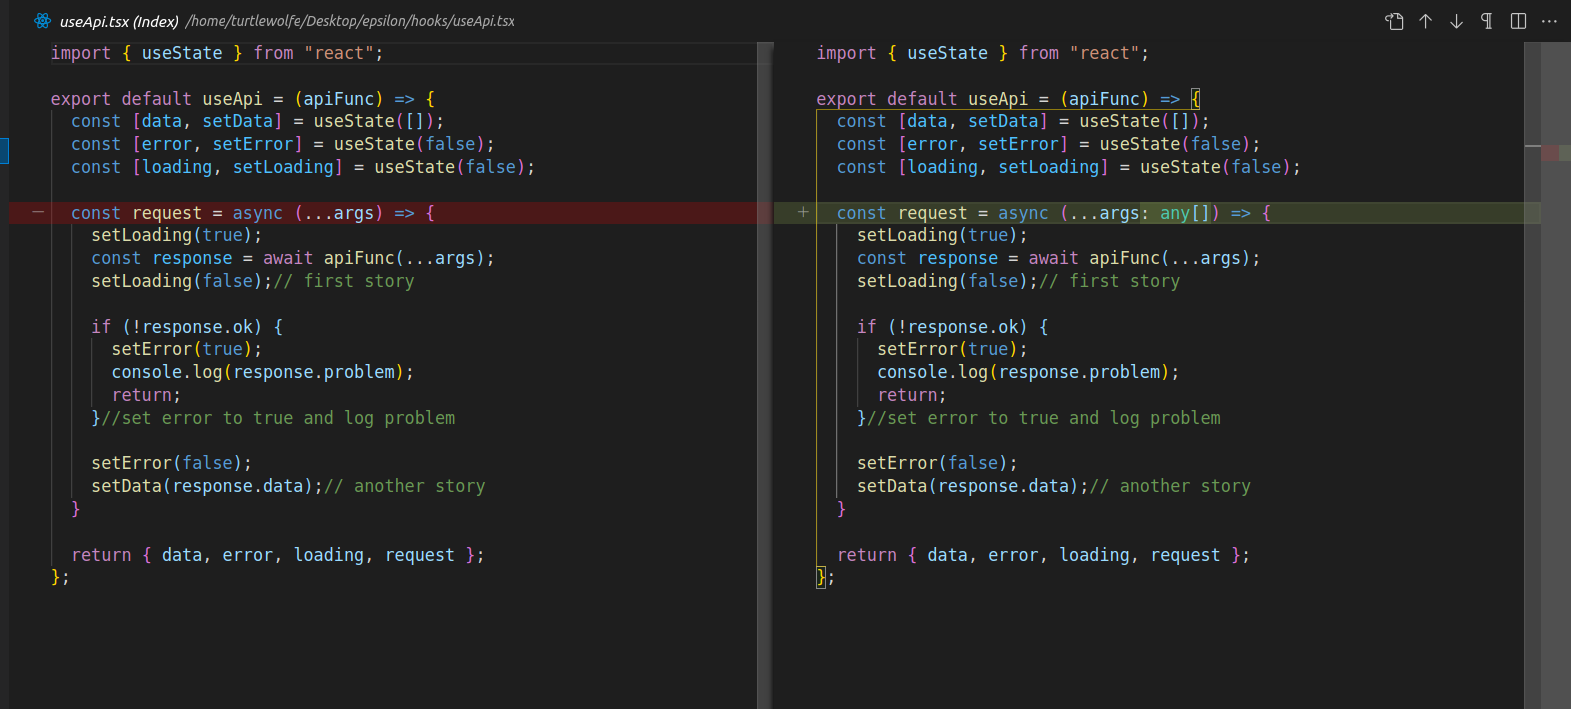 useApi.tsx (Index) /home/turtlewolfe/Desktop/epsilon/hooks/useApi.tsx
import { useState } from "react";
export default useApi = (apiFunc) => {
const [data, setData] = useState([]);
const [error, setError] = useState(false);
const [loading, setLoading] = useState(false);
− const request = async (...args) => {
setLoading(true);
const response = await apiFunc(...args);
setLoading(false);// first story
if (!response.ok) {
setError(true);
console.log(response.problem);
return;
}//set error to true and log problem
setError(false);
setData(response.data);// another story
}
return { data, error, loading, request };
};
import { useState } from "react";
export default useApi = (apiFunc) => {
const [data, setData] = useState([]);
const [error, setError] = useState(false);
const [loading, setLoading] = useState(false);
+ const request = async (...args: any[]) => {
setLoading(true);
const response = await apiFunc(...args);
setLoading(false);// first story
if (!response.ok) {
setError(true);
console.log(response.problem);
return;
}//set error to true and log problem
setError(false);
setData(response.data);// another story
}
return { data, error, loading, request };
};